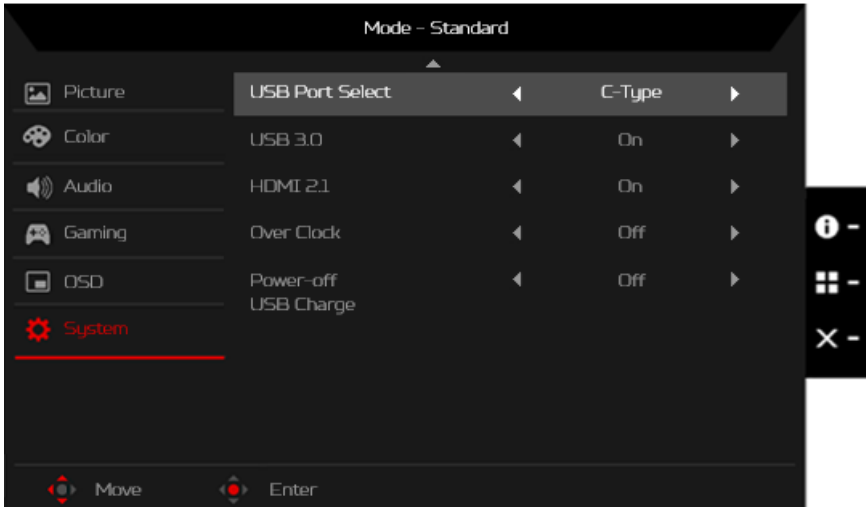 Mode - Standard
Picture
Color
Audio
Gaming
OSD
System
USB Port Select C-Type
USB 3.0 On
HDMI 2.1 On
Over Clock Off
Power-off Off
USB Charge
Move Enter